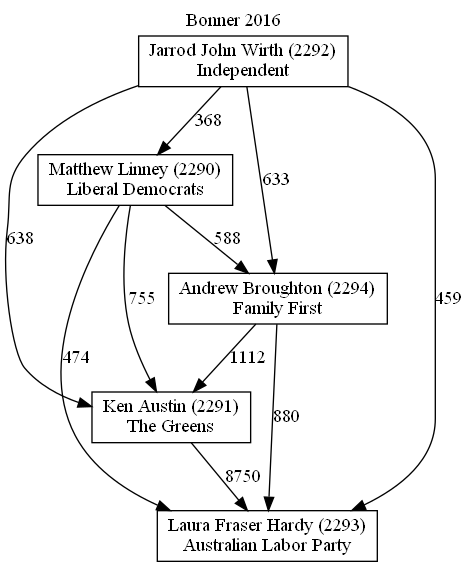 Bonner 2016
Jarrod John Wirth (2292)
Independent
368
Matthew Linney (2290)
Liberal Democrats
633
638
588
755
459
Andrew Broughton (2294)
Family First
474
1112
880
Ken Austin (2291)
The Greens
8750
Laura Fraser Hardy (2293)
Australian Labor Party